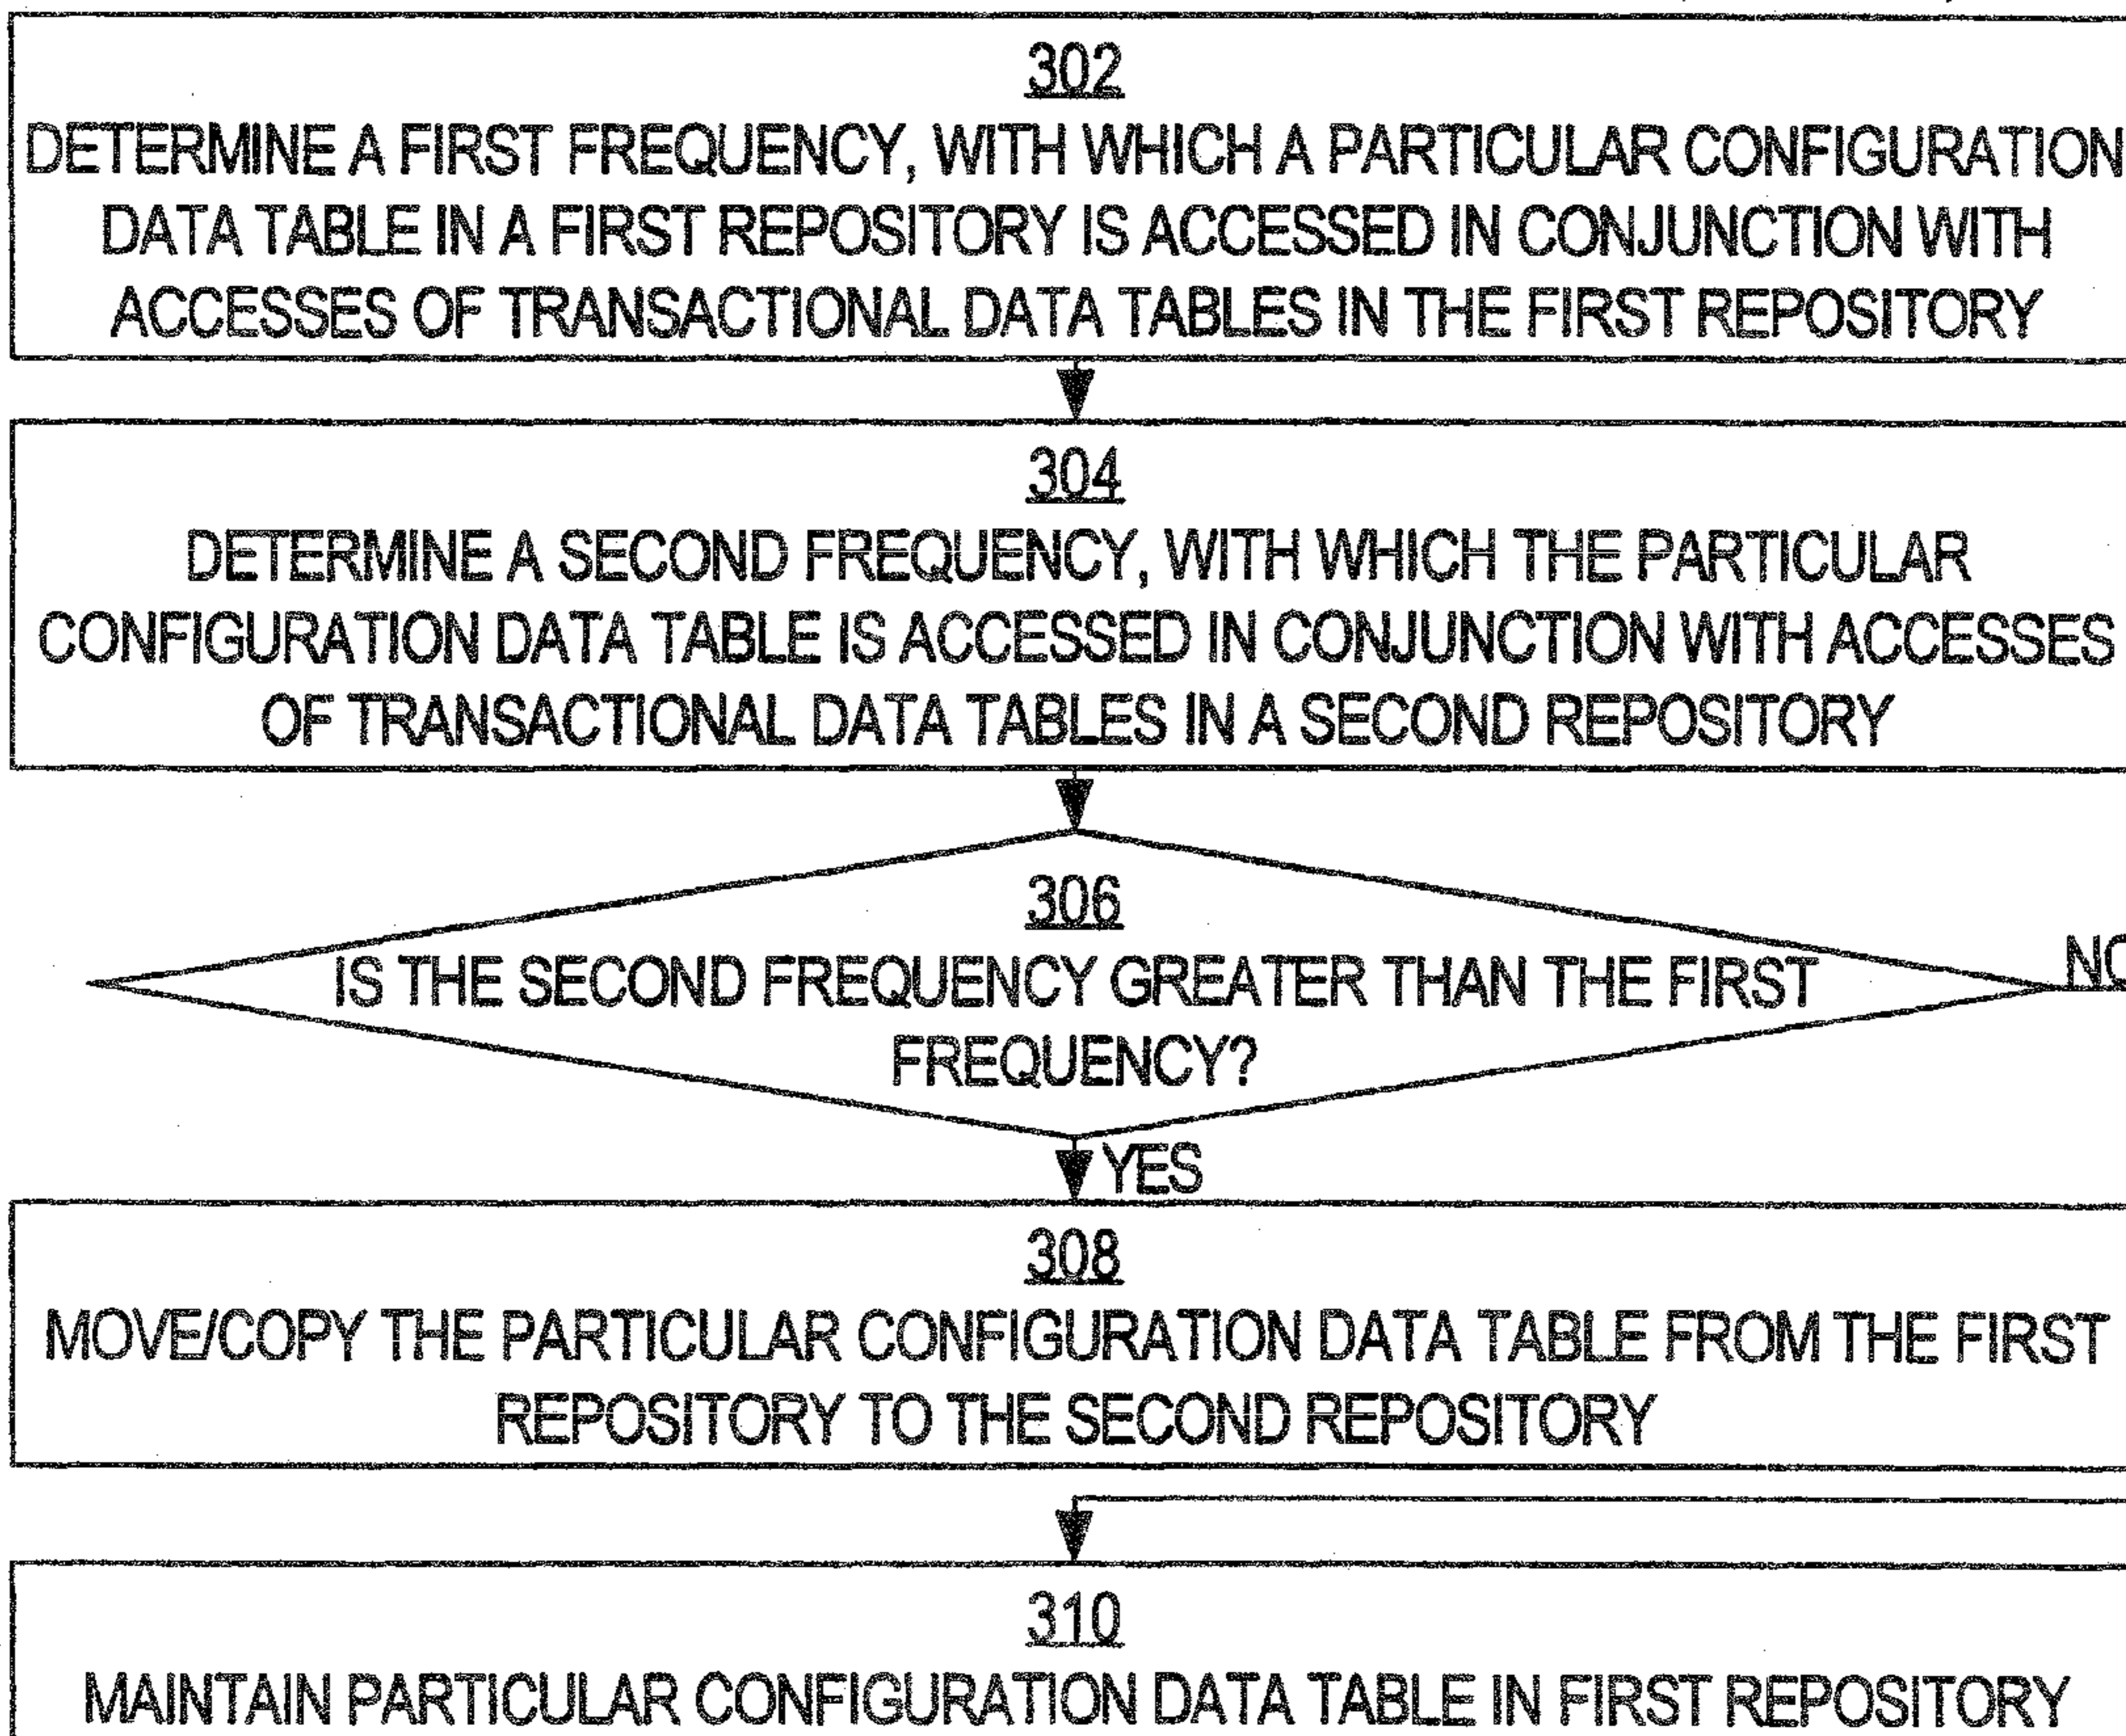 302
DETERMINE A FIRST FREQUENCY, WITH WHICH A PARTICULAR CONFIGURATION
DATA TABLE IN A FIRST REPOSITORY IS ACCESSED IN CONJUNCTION WITH
ACCESSES OF TRANSACTIONAL DATA TABLES IN THE FIRST REPOSITORY
304
DETERMINE A SECOND FREQUENCY, WITH WHICH THE PARTICULAR
CONFIGURATION DATA TABLE IS ACCESSED IN CONJUNCTION WITH ACCESSES
OF TRANSACTIONAL DATA TABLES IN A SECOND REPOSITORY
306
IS THE SECOND FREQUENCY GREATER THAN THE FIRST
FREQUENCY?
NO
YES
308
MOVE/COPY THE PARTICULAR CONFIGURATION DATA TABLE FROM THE FIRST
REPOSITORY TO THE SECOND REPOSITORY
310
MAINTAIN PARTICULAR CONFIGURATION DATA TABLE IN FIRST REPOSITORY